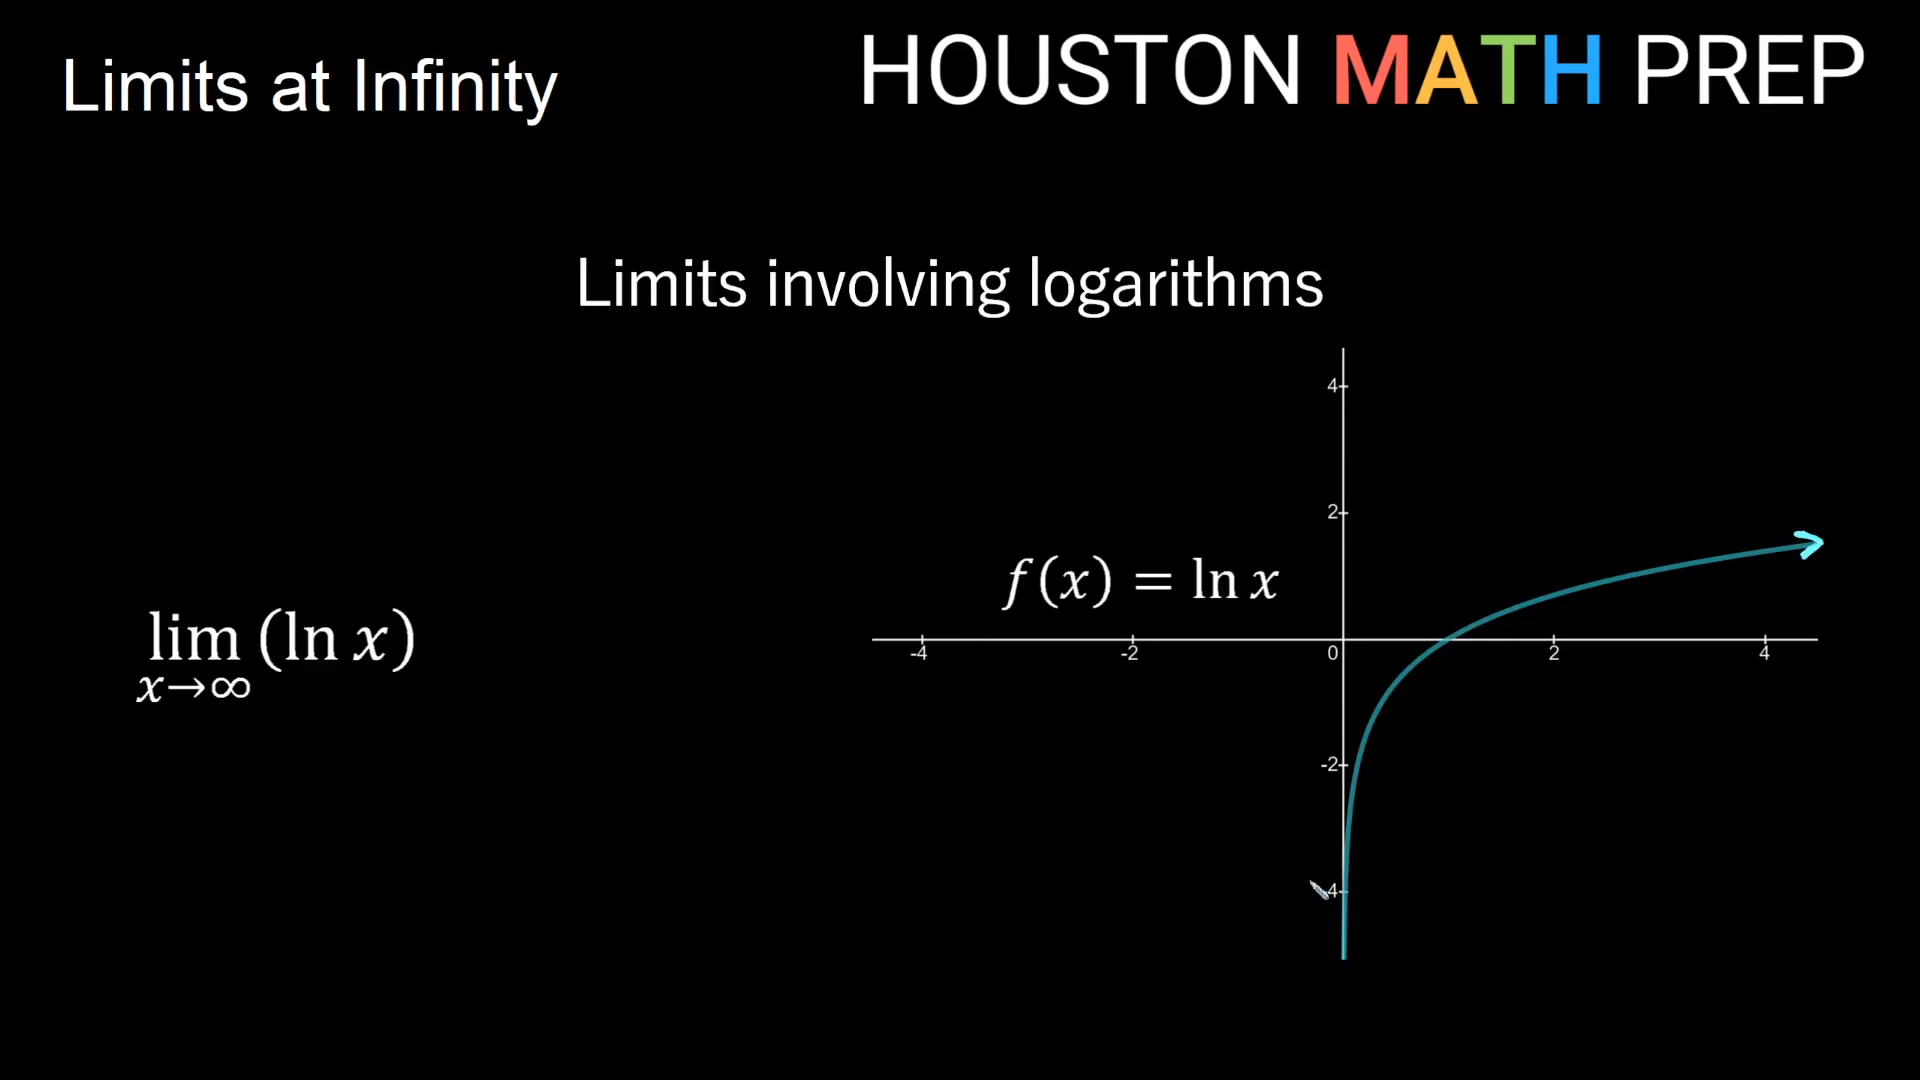 Limits at Infinity
HOUSTON MATH PREP
Limits involving logarithms
4
2
f(x) = ln x
lim (ln x)
x→∞
-4 -2 0 2 4
-2
-4